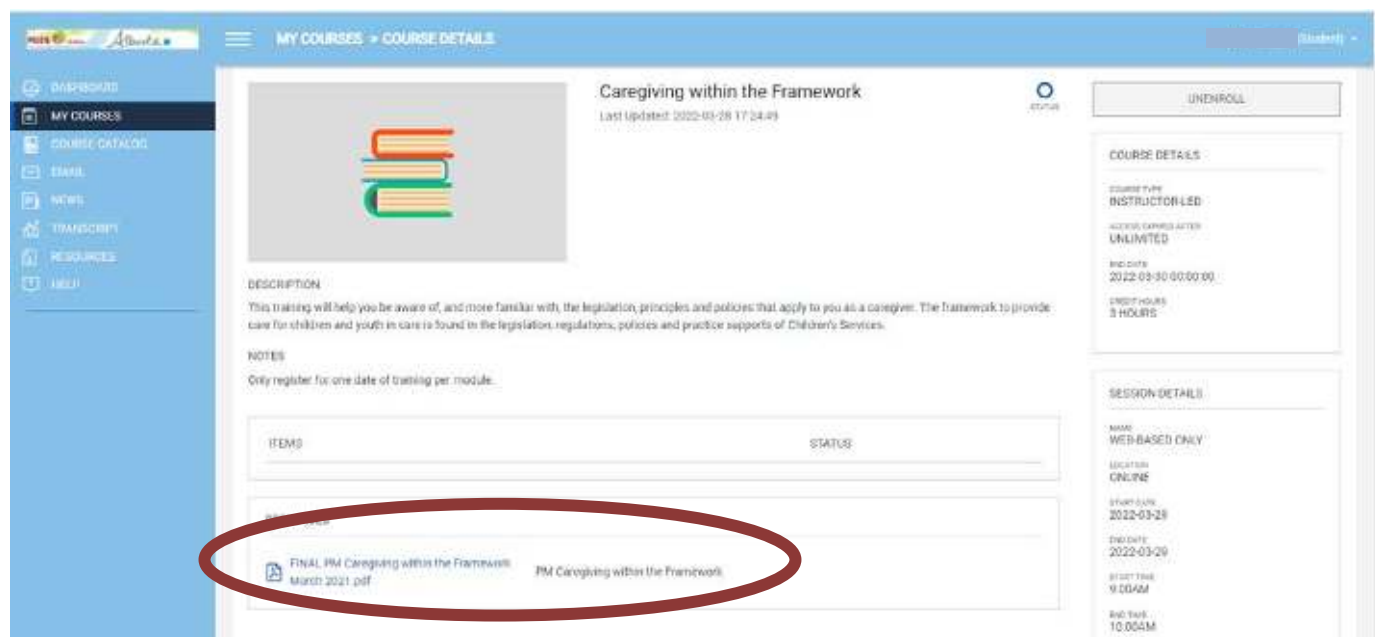 Alberta
MY COURSES > COURSE DETAILS
(Student)
DASHBOARD
MY COURSES
COURSE CATALOG
EMAIL
NEWS
TRANSCRIPT
RESOURCES
HELP
Caregiving within the Framework
Last Updated: 2022-03-28 17:24:49
STATUS
DESCRIPTION
This training will help you be aware of, and more familiar with, the legislation, principles and policies that apply to you as a caregiver. The framework to provide
care for children and youth in care is found in the legislation, regulations, policies and practice supports of Children's Services.
NOTES
Only register for one date of training per module.
ITEMS STATUS
FINAL PM Caregiving within the Framework
March 2021.pdf
PM Caregiving within the Framework
UNENROLL
COURSE DETAILS
COURSE TYPE
INSTRUCTOR-LED
ACCESS EXPIRES AFTER
UNLIMITED
END DATE
2022-03-30 00:00:00
CREDIT HOURS
3 HOURS
SESSION DETAILS
NAME
WEB-BASED ONLY
LOCATION
ONLINE
START DATE
2022-03-29
END DATE
2022-03-29
START TIME
9:00AM
END TIME
10:00AM